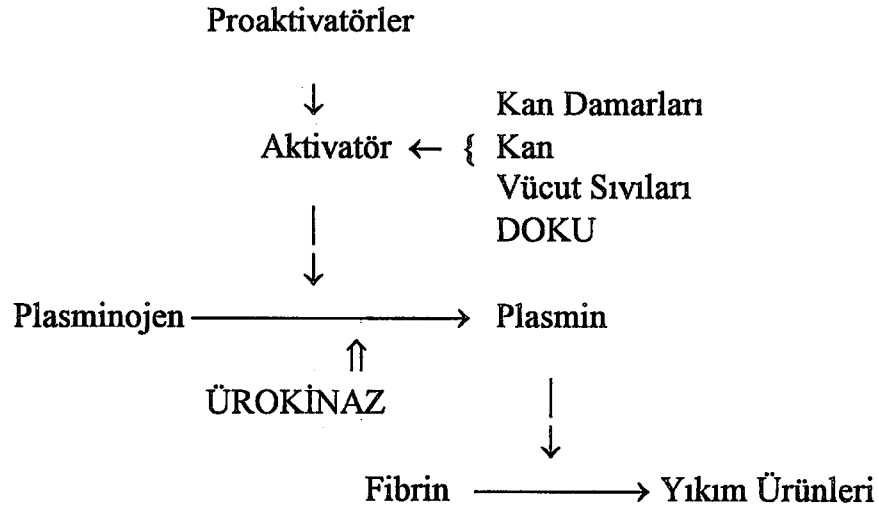 Proaktivatörler
↓ Kan Damarları
Aktivatör ← { Kan
Vücut Sıvıları
DOKU
↓
Plasminojen ⟶ Plasmin
⇑
ÜROKİNAZ
↓
Fibrin ⟶ Yıkım Ürünleri